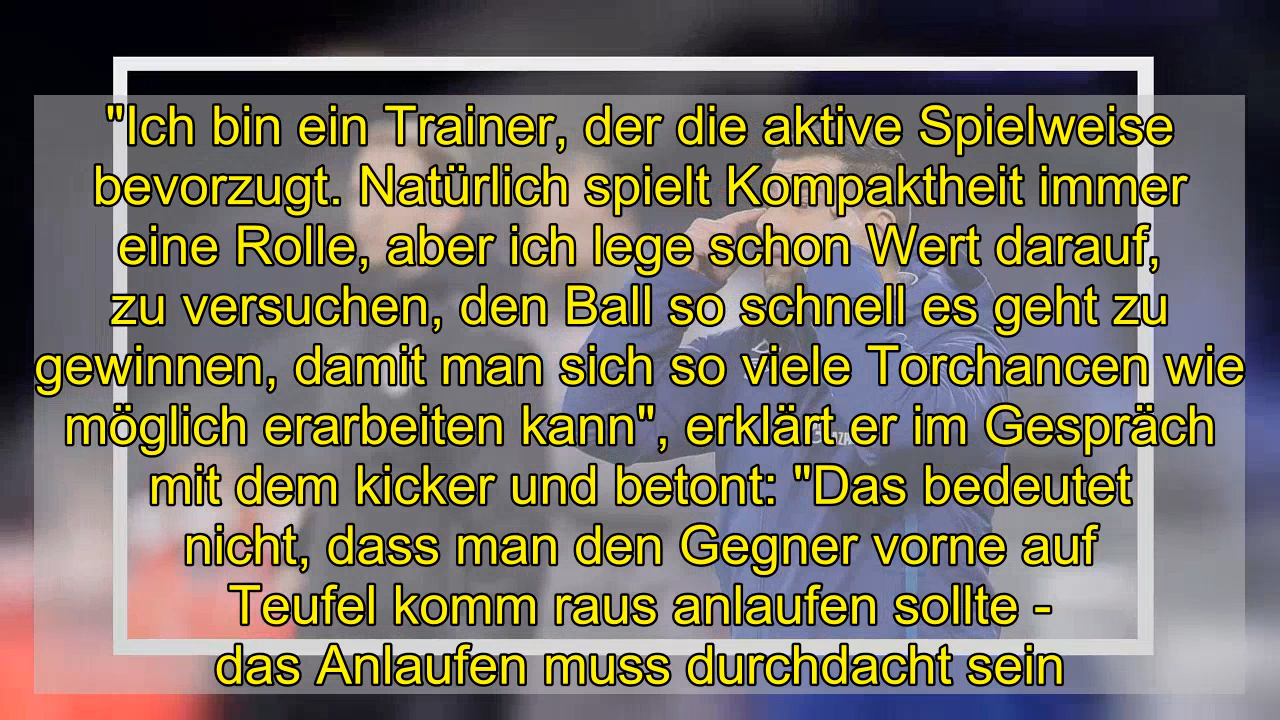 "Ich bin ein Trainer, der die aktive Spielweise
bevorzugt. Natürlich spielt Kompaktheit immer
eine Rolle, aber ich lege schon Wert darauf,
zu versuchen, den Ball so schnell es geht zu
gewinnen, damit man sich so viele Torchancen wie
möglich erarbeiten kann", erklärt er im Gespräch
mit dem kicker und betont: "Das bedeutet
nicht, dass man den Gegner vorne auf
Teufel komm raus anlaufen sollte -
das Anlaufen muss durchdacht sein